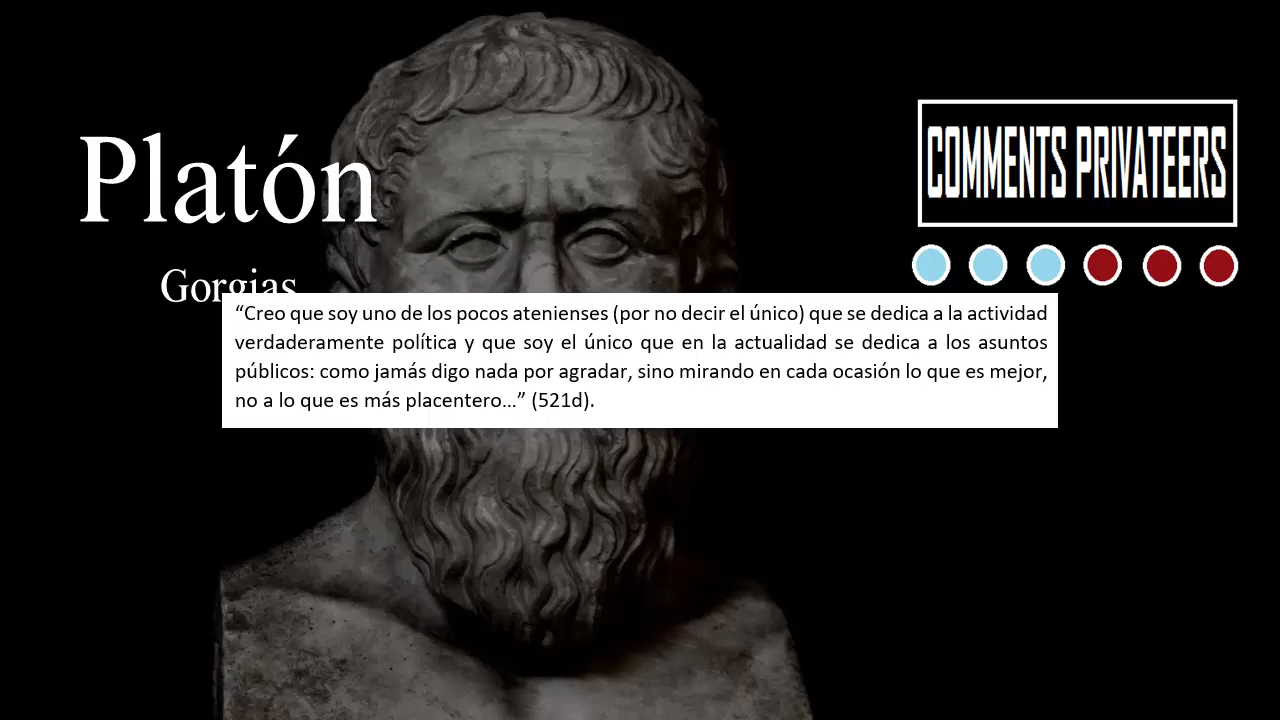 Platón
COMMENTS PRIVATEERS
Gorgias
“Creo que soy uno de los pocos atenienses (por no decir el único) que se dedica a la actividad
verdaderamente política y que soy el único que en la actualidad se dedica a los asuntos
públicos: como jamás digo nada por agradar, sino mirando en cada ocasión lo que es mejor,
no a lo que es más placentero...” (521d).